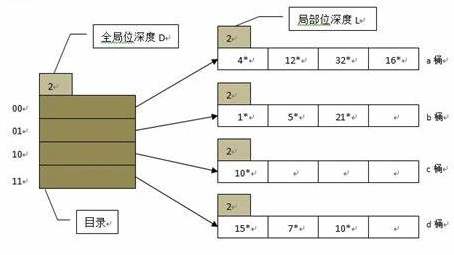 全局位深度 D
局部位深度 L
2
2
4* 12* 32* 16* a 桶
00
01
10
11
2
1* 5* 21* b 桶
2
10* c 桶
2
15* 7* 10* d 桶
目录